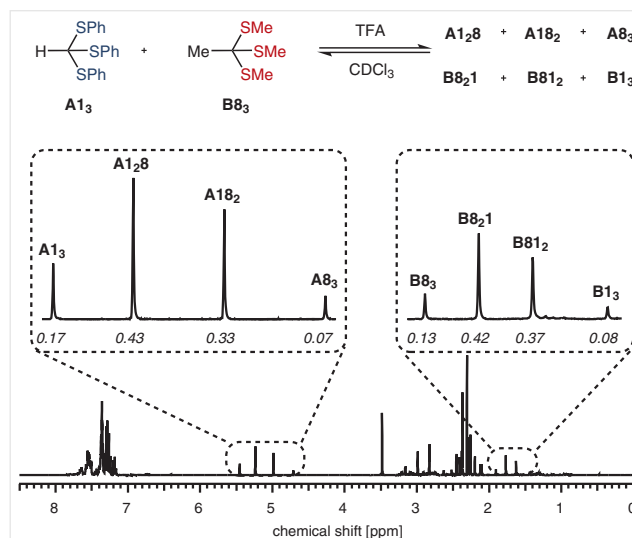 SPh
H SPh
SPh
A1₃
+
SMe
Me SMe
SMe
B8₃
TFA
CDCl₃
A1₂8 + A18₂ + A8₃
B8₂1 + B81₂ + B1₃
A1₃ A1₂8 A18₂ A8₃
0.17 0.43 0.33 0.07
B8₃ B8₂1 B81₂ B1₃
0.13 0.42 0.37 0.08
8 7 6 5 4 3 2 1 0
chemical shift [ppm]